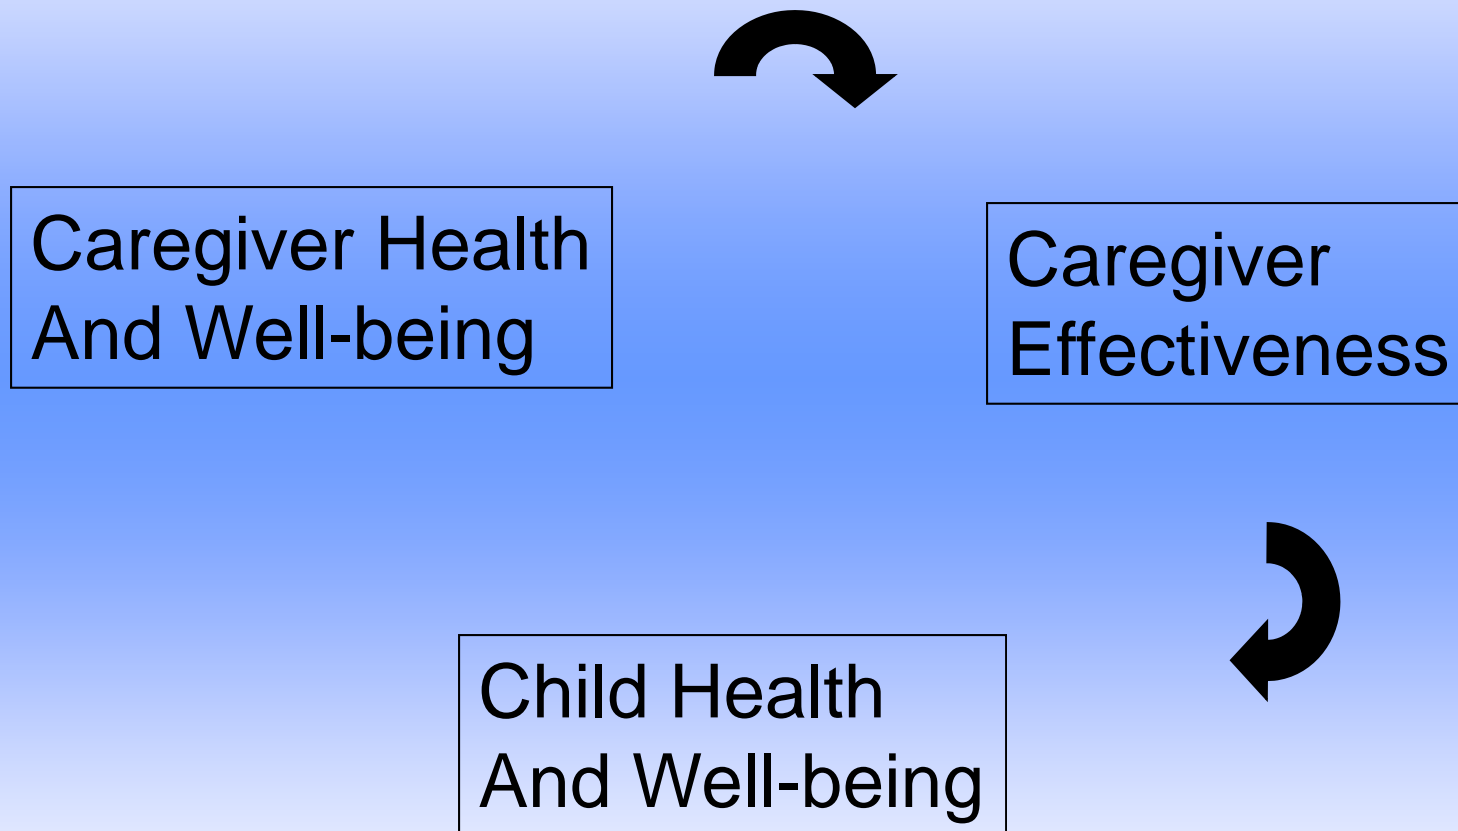 Caregiver Health
And Well-being
Caregiver
Effectiveness
Child Health
And Well-being